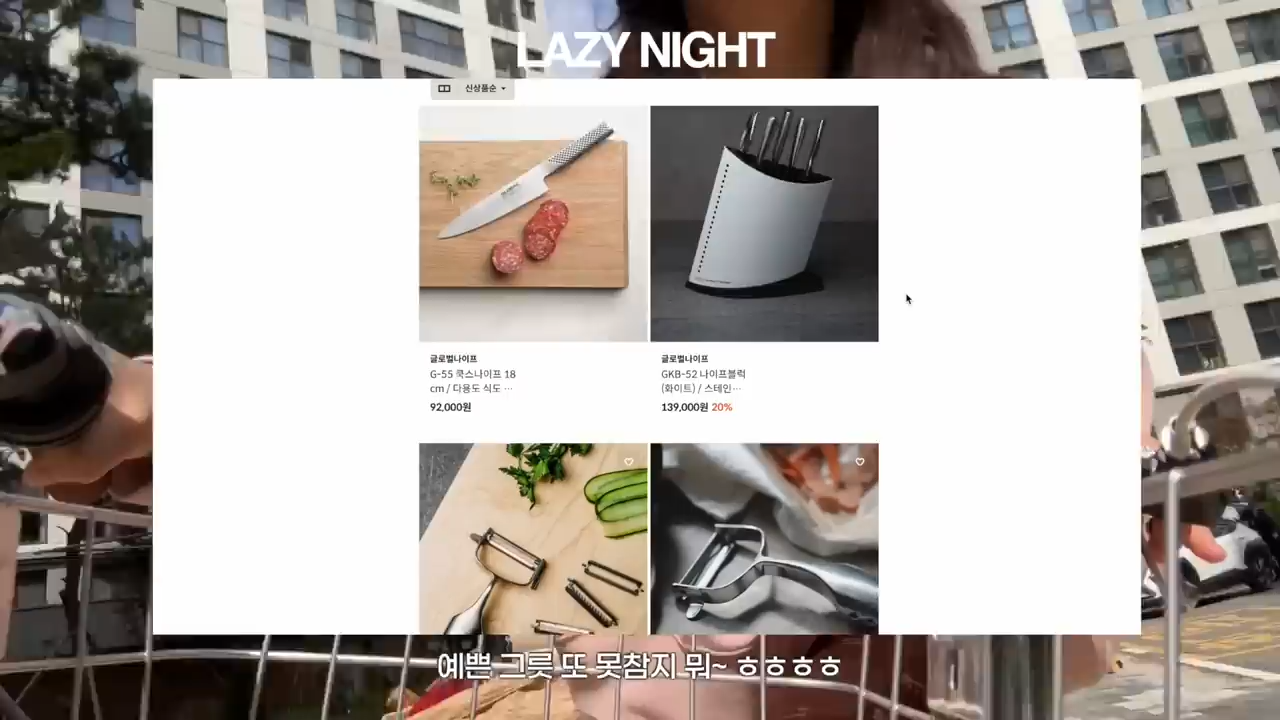 LAZY NIGHT
신상품순
글로벌나이프
G-55 쿡스나이프 18
cm / 다용도 식도 ···
92,000원
글로벌나이프
GKB-52 나이프블럭
(화이트) / 스테인···
139,000원 20%
예쁜 그릇 또 못참지 뭐~ ㅎㅎㅎㅎ